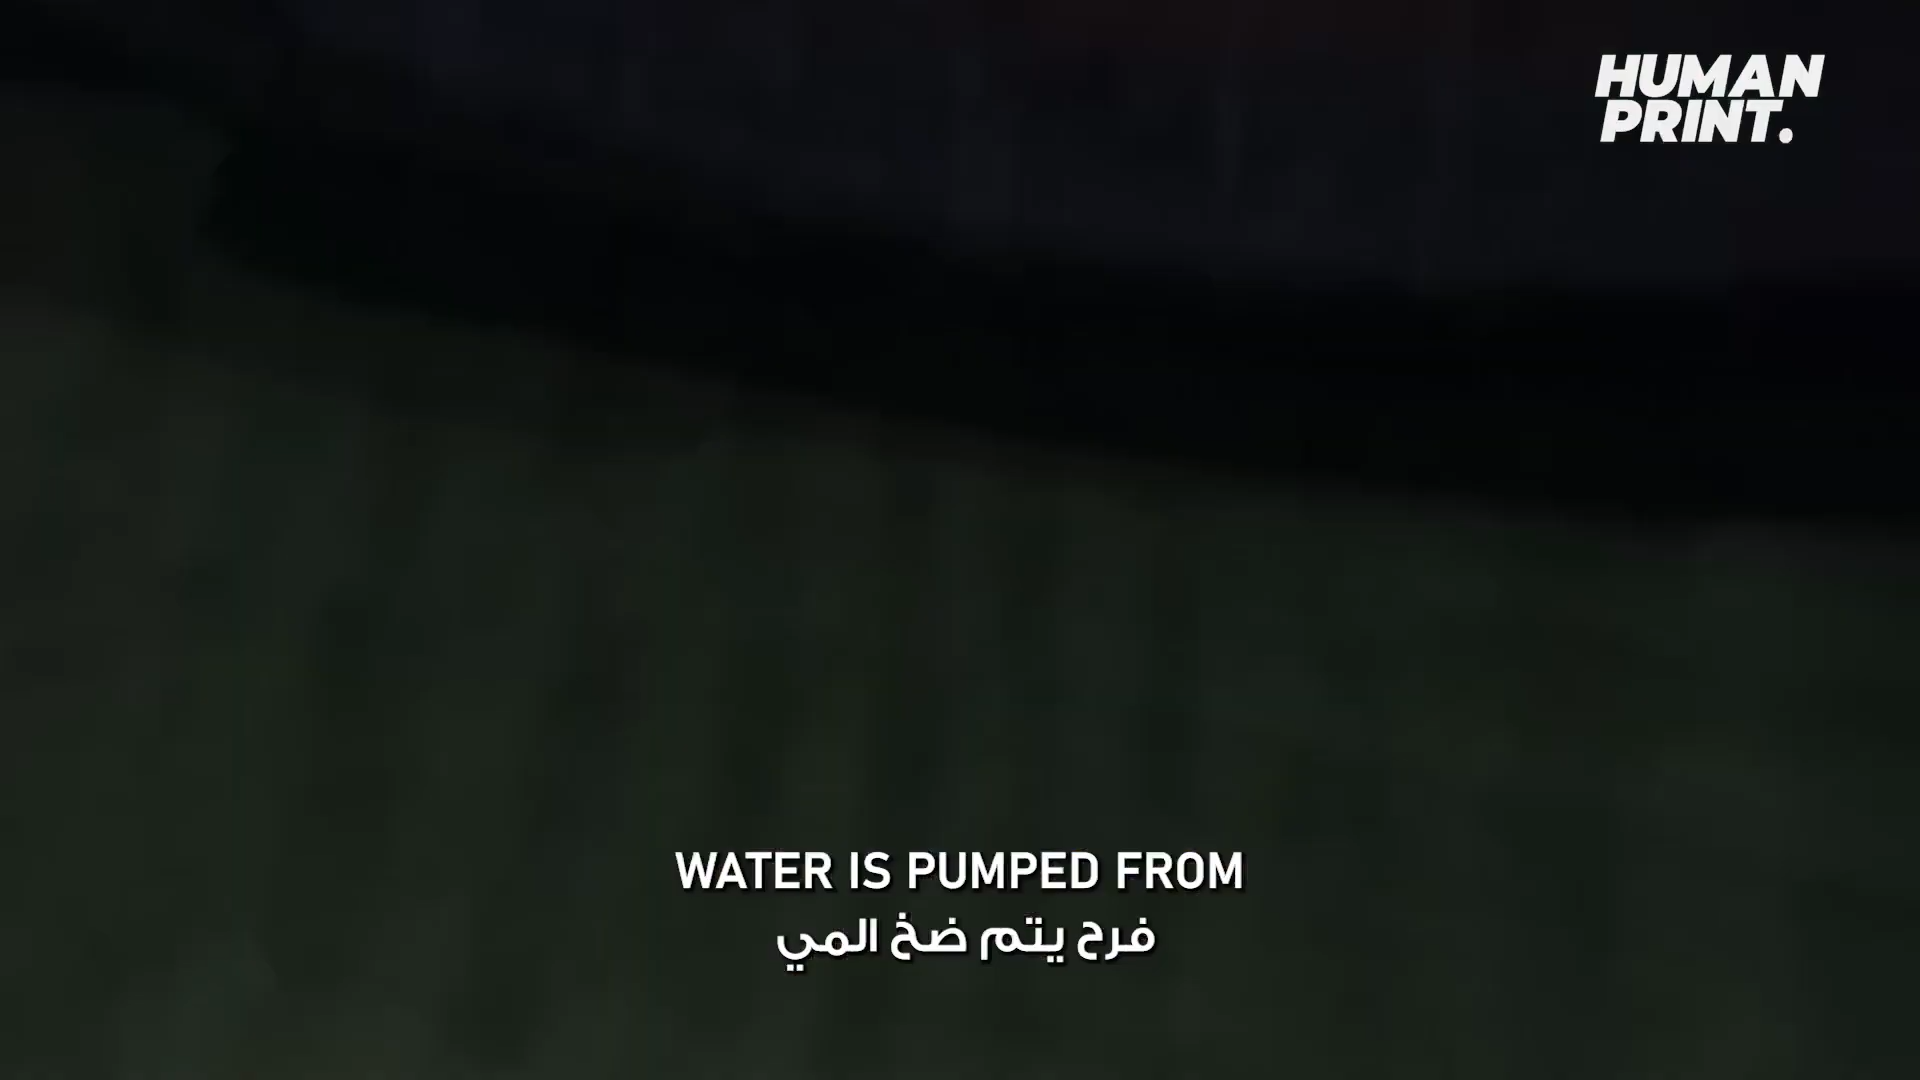 HUMAN
PRINT.
WATER IS PUMPED FROM
فرح يتم ضخ المي